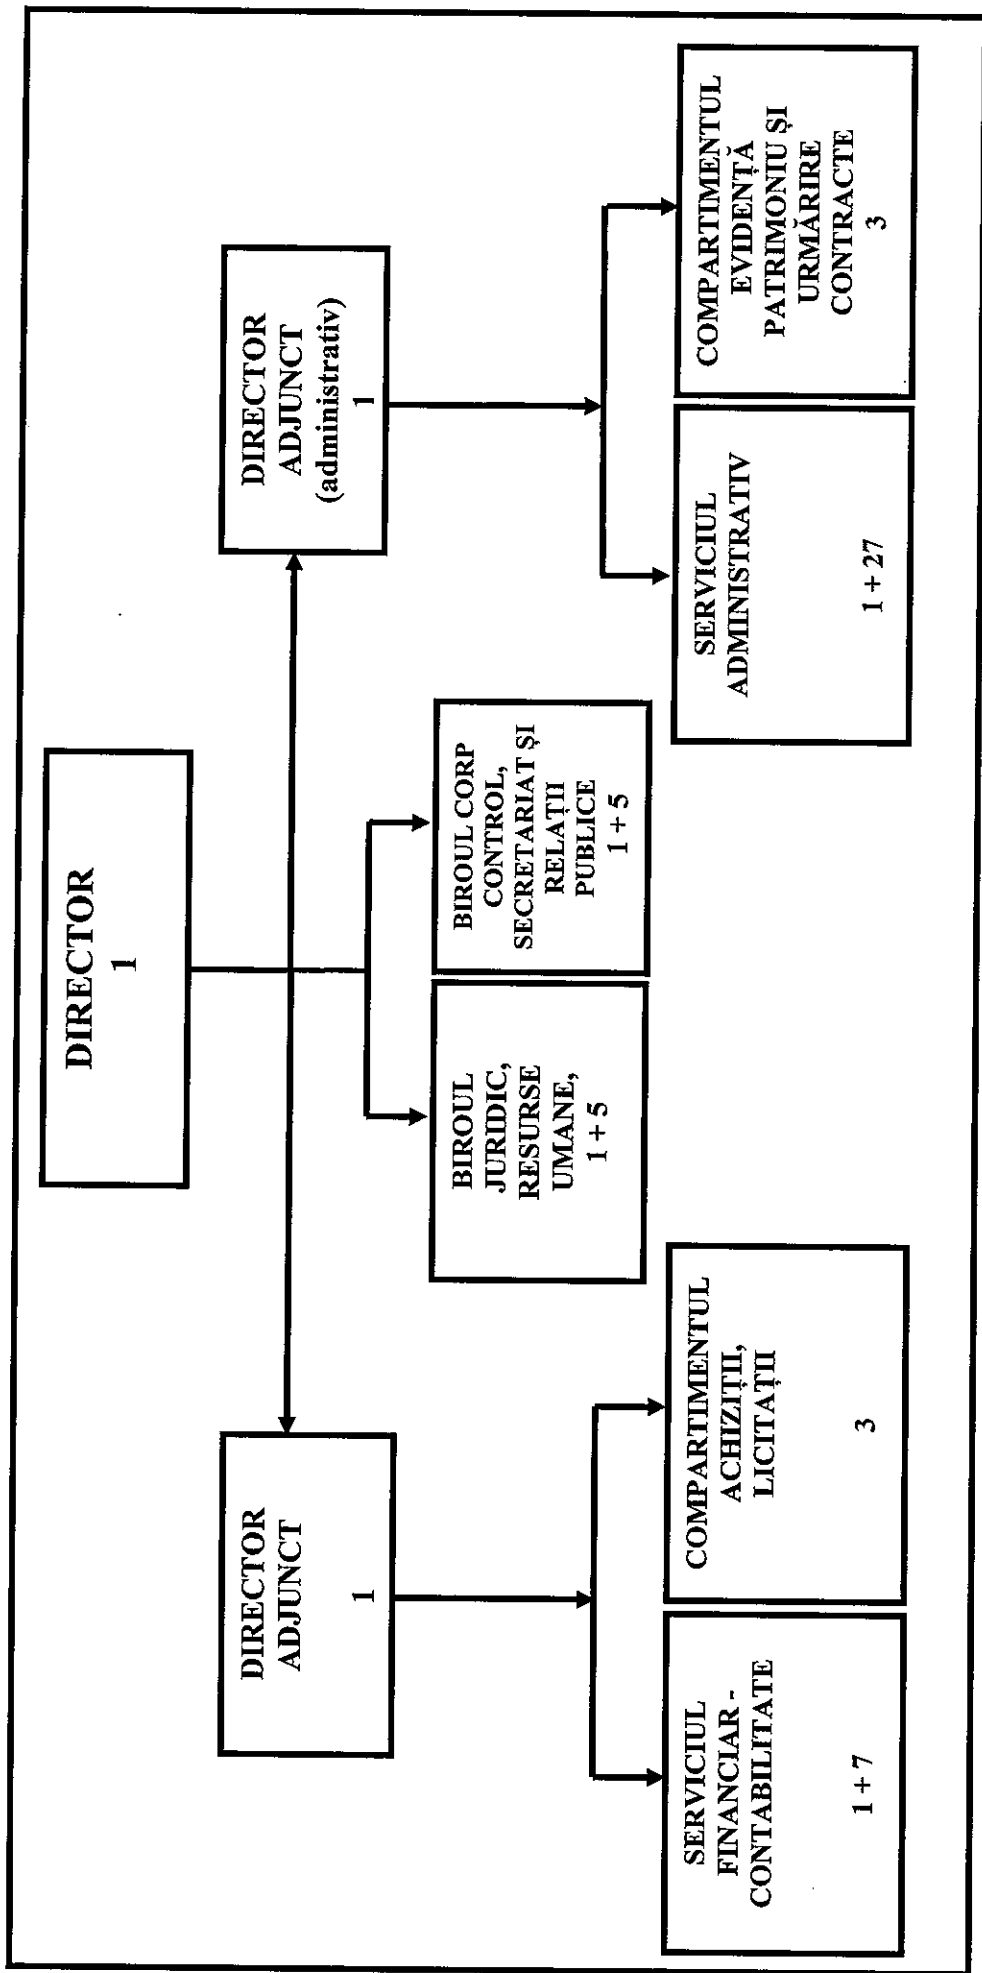 DIRECTOR
1
DIRECTOR
ADJUNCT
1
DIRECTOR
ADJUNCT
(administrativ)
1
BIROUL
JURIDIC,
RESURSE
UMANE,
1 + 5
BIROUL CORP
CONTROL,
SECRETARIAT ȘI
RELAȚII
PUBLICE
1 + 5
SERVICIUL
FINANCIAR -
CONTABILITATE
1 + 7
COMPARTIMENTUL
ACHIZIȚII,
LICITAȚII
3
SERVICIUL
ADMINISTRATIV
1 + 27
COMPARTIMENTUL
EVIDENȚĂ
PATRIMONIU ȘI
URMĂRIRE
CONTRACTE
3